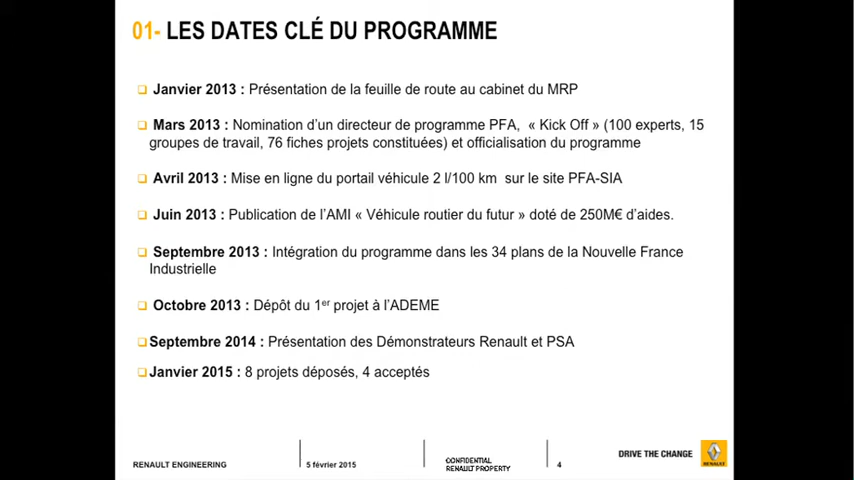 01- LES DATES CLÉ DU PROGRAMME
Janvier 2013 : Présentation de la feuille de route au cabinet du MRP
Mars 2013 : Nomination d'un directeur de programme PFA, « Kick Off » (100 experts, 15
groupes de travail, 76 fiches projets constituées) et officialisation du programme
Avril 2013 : Mise en ligne du portail véhicule 2 l/100 km sur le site PFA-SIA
Juin 2013 : Publication de l'AMI « Véhicule routier du futur » doté de 250M€ d'aides.
Septembre 2013 : Intégration du programme dans les 34 plans de la Nouvelle France
Industrielle
Octobre 2013 : Dépôt du 1er projet à l'ADEME
Septembre 2014 : Présentation des Démonstrateurs Renault et PSA
Janvier 2015 : 8 projets déposés, 4 acceptés
RENAULT ENGINEERING
5 février 2015
CONFIDENTIAL
RENAULT PROPERTY
4
DRIVE THE CHANGE
RENAULT